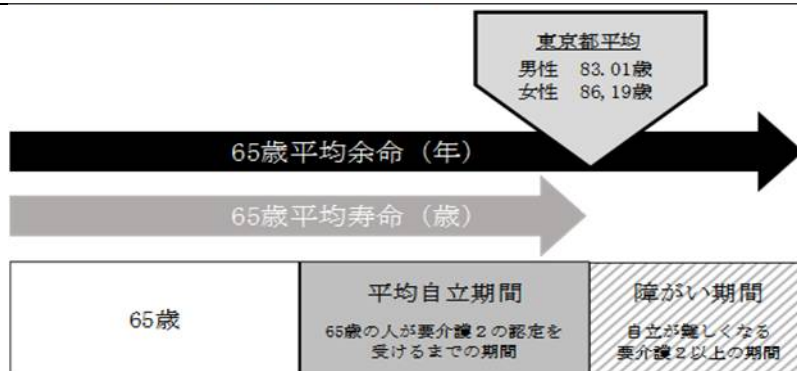 東京都平均
男性　83.01歳
女性　86,19歳
65歳平均余命（年）
65歳平均寿命（歳）
65歳
平均自立期間
65歳の人が要介護２の認定を
受けるまでの期間
障がい期間
自立が難しくなる
要介護２以上の期間